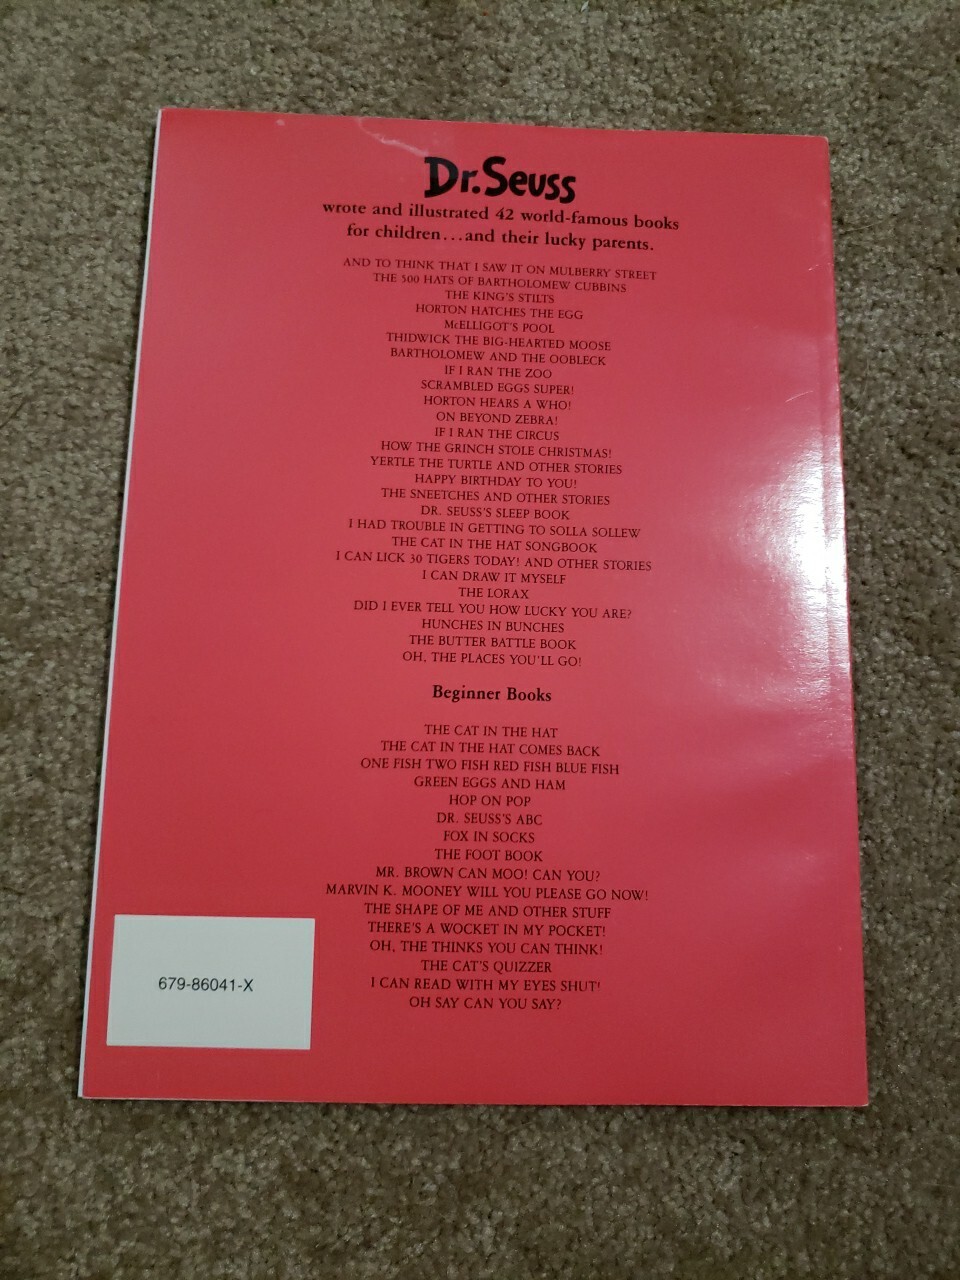 Dr. Seuss
wrote and illustrated 42 world-famous books
for children...and their lucky parents.
AND TO THINK THAT I SAW IT ON MULBERRY STREET
THE 500 HATS OF BARTHOLOMEW CUBBINS
THE KING'S STILTS
HORTON HATCHES THE EGG
McELLIGOT'S POOL
THIDWICK THE BIG-HEARTED MOOSE
BARTHOLOMEW AND THE OOBLECK
IF I RAN THE ZOO
SCRAMBLED EGGS SUPER!
HORTON HEARS A WHO!
ON BEYOND ZEBRA!
IF I RAN THE CIRCUS
HOW THE GRINCH STOLE CHRISTMAS!
YERTLE THE TURTLE AND OTHER STORIES
HAPPY BIRTHDAY TO YOU!
THE SNEETCHES AND OTHER STORIES
DR. SEUSS'S SLEEP BOOK
I HAD TROUBLE IN GETTING TO SOLLA SOLLEW
THE CAT IN THE HAT SONGBOOK
I CAN LICK 30 TIGERS TODAY! AND OTHER STORIES
I CAN DRAW IT MYSELF
THE LORAX
DID I EVER TELL YOU HOW LUCKY YOU ARE?
HUNCHES IN BUNCHES
THE BUTTER BATTLE BOOK
OH, THE PLACES YOU'LL GO!
Beginner Books
THE CAT IN THE HAT
THE CAT IN THE HAT COMES BACK
ONE FISH TWO FISH RED FISH BLUE FISH
GREEN EGGS AND HAM
HOP ON POP
DR. SEUSS'S ABC
FOX IN SOCKS
THE FOOT BOOK
MR. BROWN CAN MOO! CAN YOU?
MARVIN K. MOONEY WILL YOU PLEASE GO NOW!
THE SHAPE OF ME AND OTHER STUFF
THERE'S A WOCKET IN MY POCKET!
OH, THE THINKS YOU CAN THINK!
THE CAT'S QUIZZER
I CAN READ WITH MY EYES SHUT!
OH SAY CAN YOU SAY?
679-86041-X